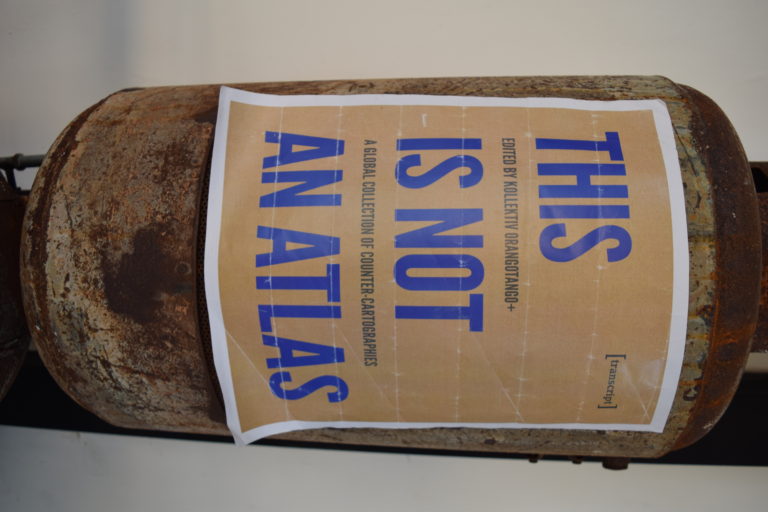 [transcript]
THIS
EDITED BY KOLLEKTIV ORANGOTANGO+
IS NOT
A GLOBAL COLLECTION OF COUNTER-CARTOGRAPHIES
AN ATLAS